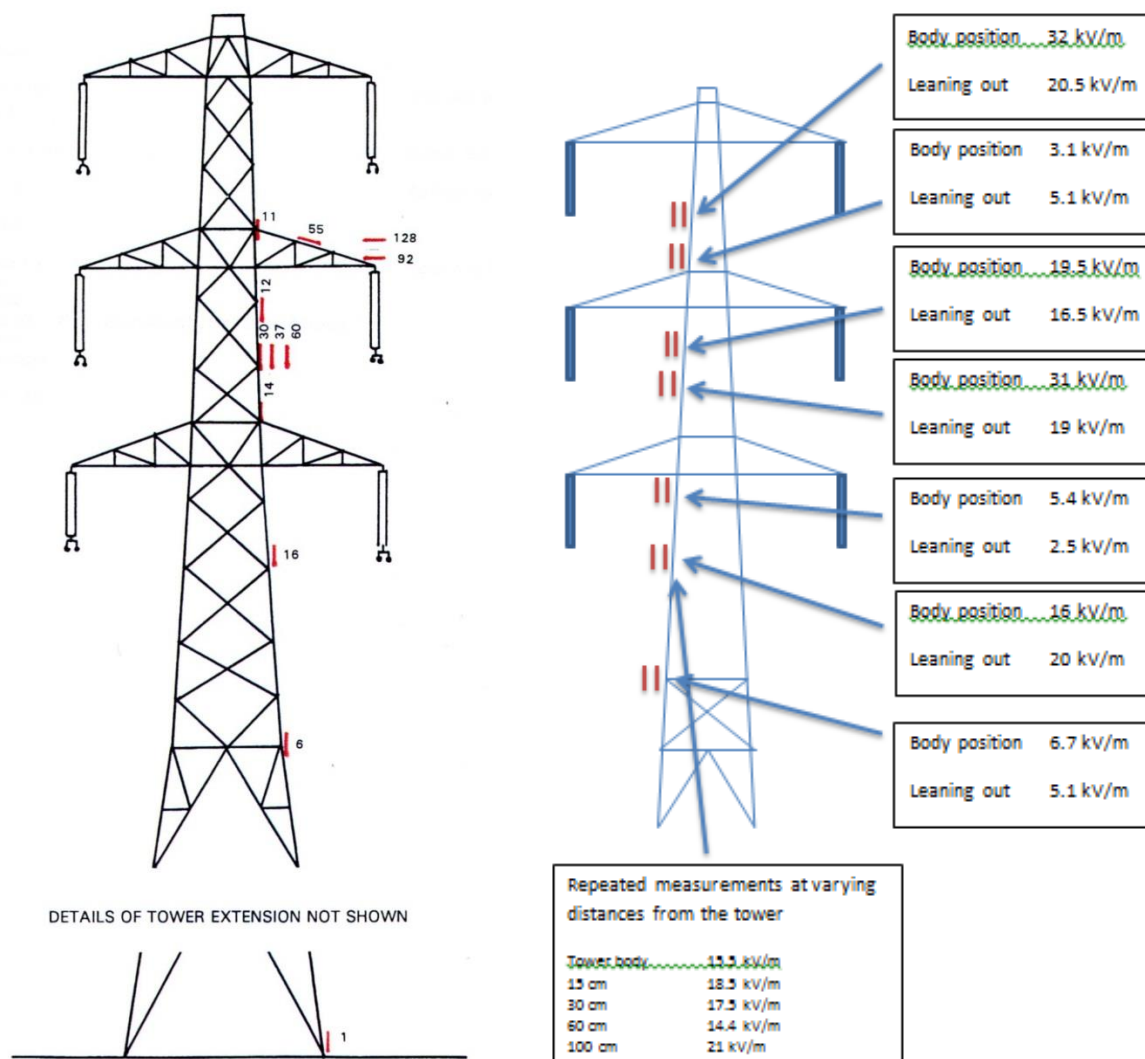 11
55
128
92
12
30
37
60
14
16
6
DETAILS OF TOWER EXTENSION NOT SHOWN
1
Body position 32 kV/m
Leaning out 20.5 kV/m
Body position 3.1 kV/m
Leaning out 5.1 kV/m
Body position 19.5 kV/m
Leaning out 16.5 kV/m
Body position 31 kV/m
Leaning out 19 kV/m
Body position 5.4 kV/m
Leaning out 2.5 kV/m
Body position 16 kV/m
Leaning out 20 kV/m
Body position 6.7 kV/m
Leaning out 5.1 kV/m
Repeated measurements at varying
distances from the tower
Tower body 15.5 kV/m
15 cm 18.5 kV/m
30 cm 17.5 kV/m
60 cm 14.4 kV/m
100 cm 21 kV/m